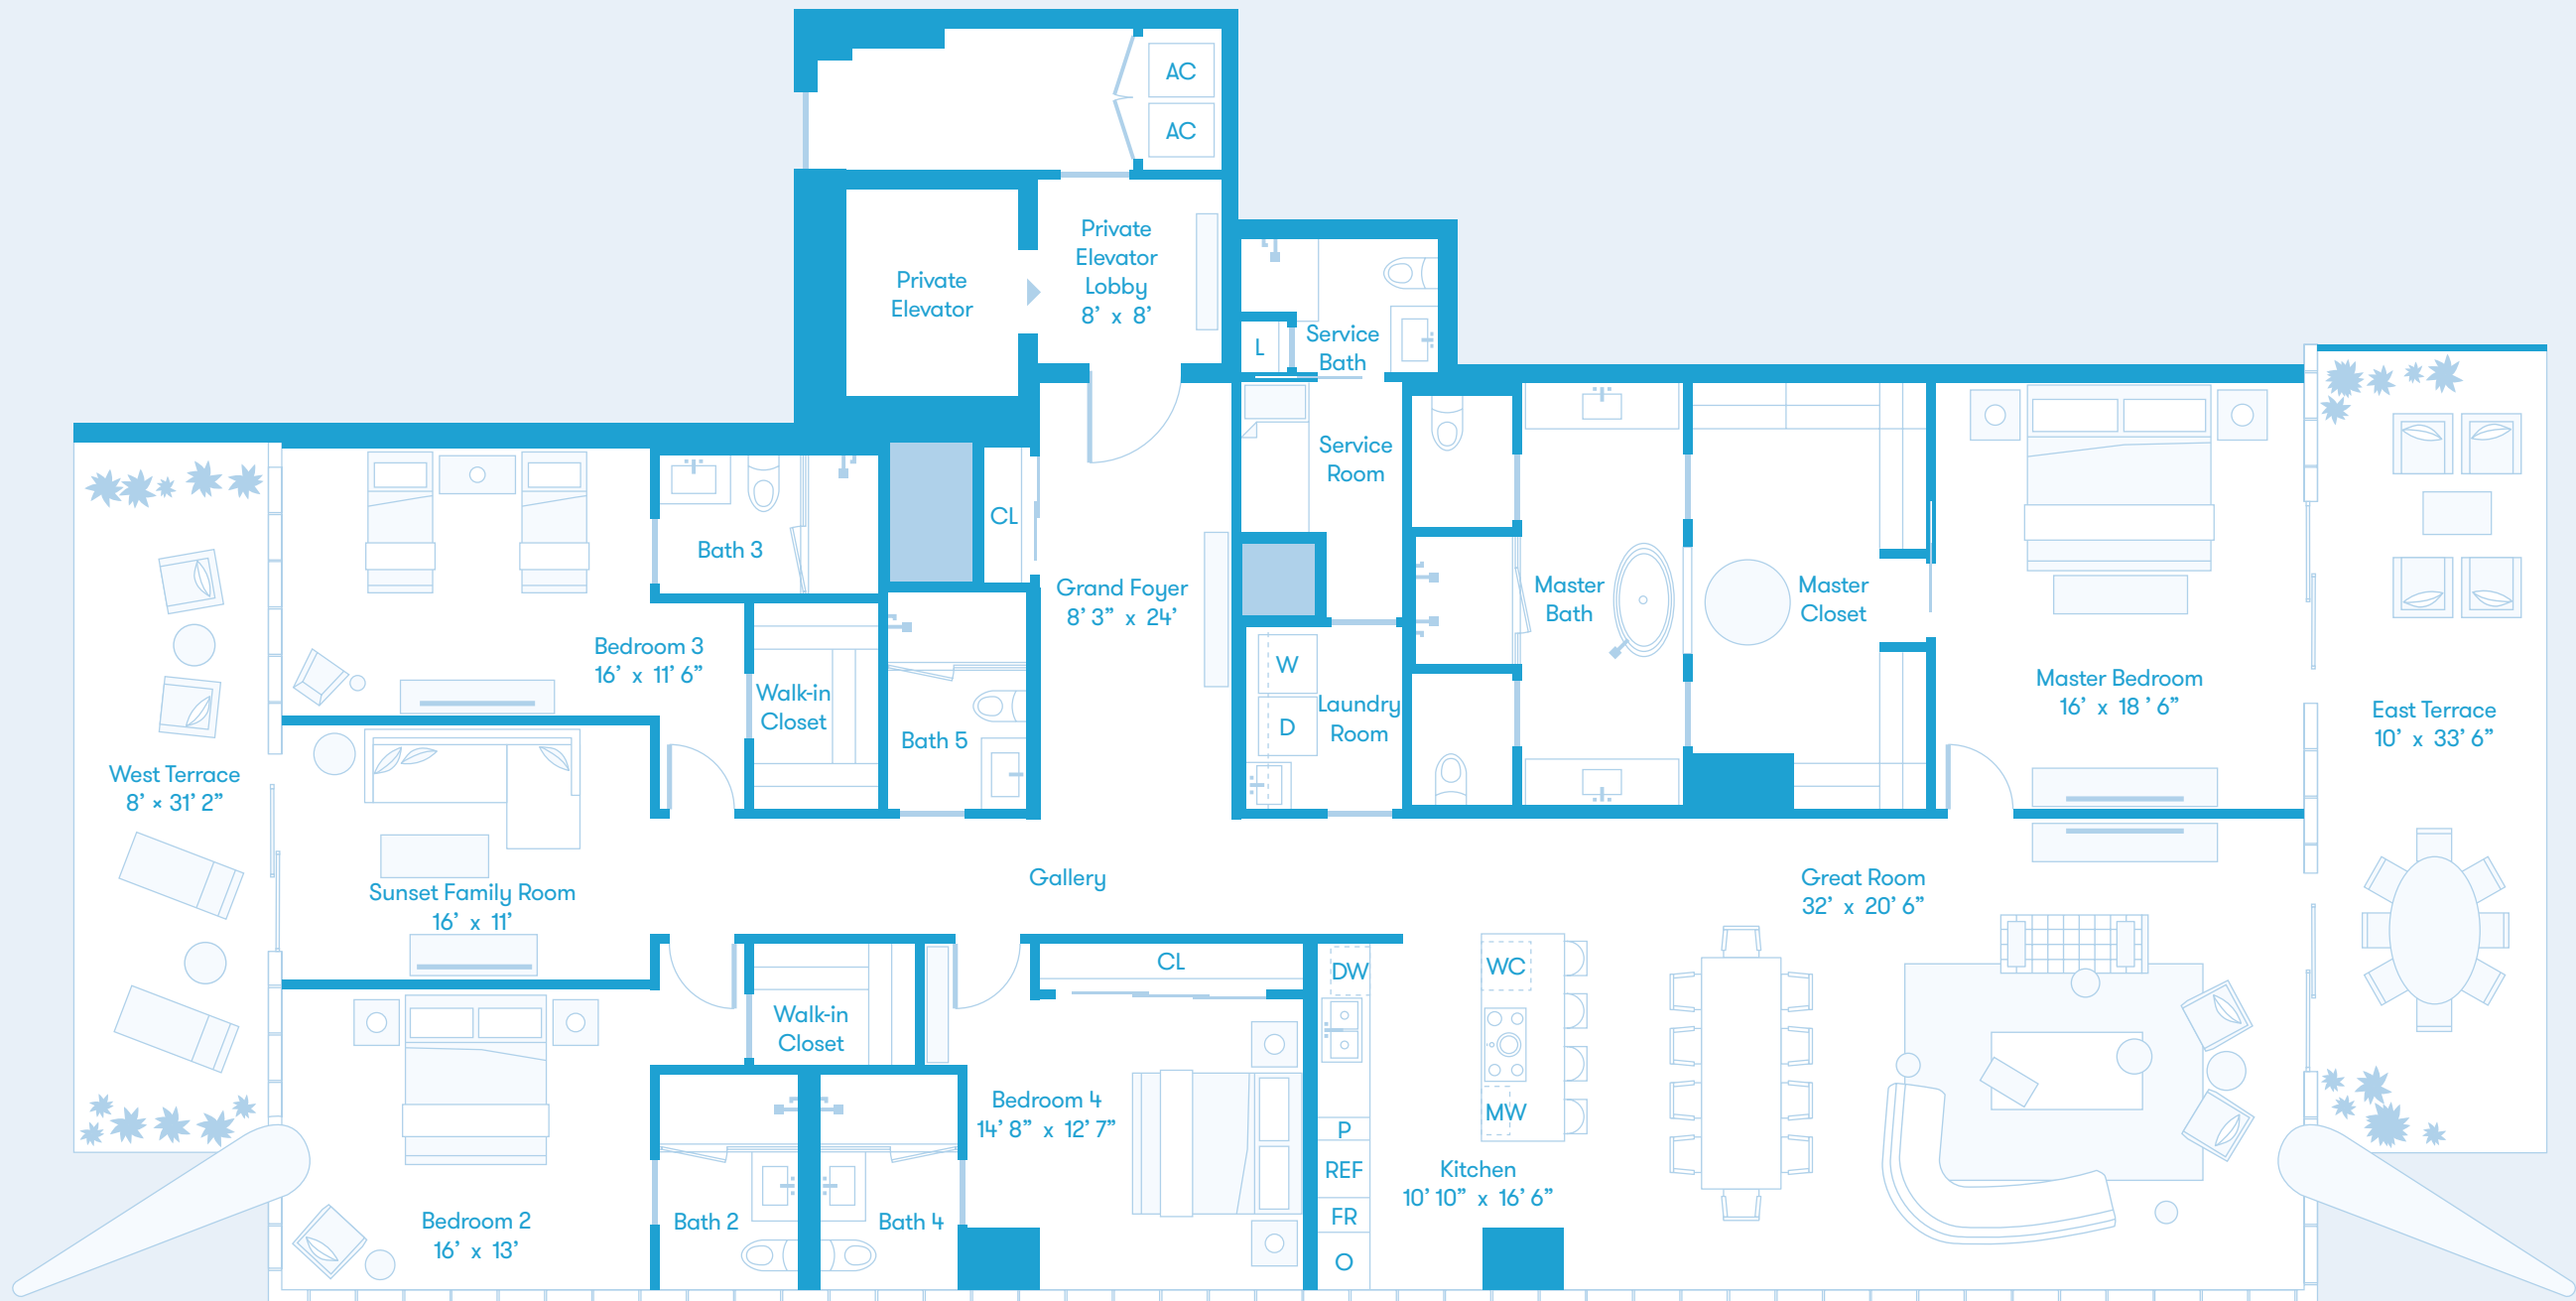 AC
AC
Private
Elevator
Private
Elevator
Lobby
8’ x 8’
L
Service
Bath
Service
Room
CL
Bath 3
Grand Foyer
8’ 3” x 24’
Master
Bath
Master
Closet
Bedroom 3
16’ x 11’ 6”
Walk-in
Closet
Bath 5
W
D
Laundry
Room
Master Bedroom
16’ x 18 ’ 6”
East Terrace
10’ x 33’ 6”
West Terrace
8’ × 31’ 2”
Sunset Family Room
16’ x 11’
Gallery
Great Room
32’ x 20’ 6”
CL
DW
WC
Walk-in
Closet
Bedroom 4
14’ 8” x 12’ 7”
MW
P
REF
FR
O
Kitchen
10’ 10” x 16’ 6”
Bedroom 2
16’ x 13’
Bath 2
Bath 4